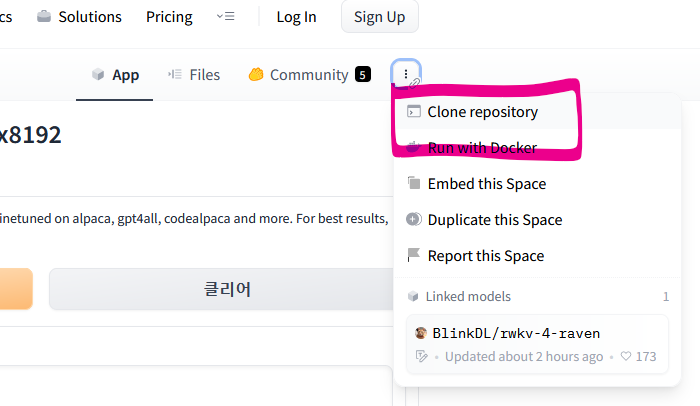 cs Solutions Pricing Log In Sign Up
App Files Community 5
x8192
Clone repository
Run with Docker
Embed this Space
Duplicate this Space
Report this Space
inetuned on alpaca, gpt4all, codealpaca and more. For best results,
클리어
Linked models 1
BlinkDL/rwkv-4-raven
Updated about 2 hours ago • 173